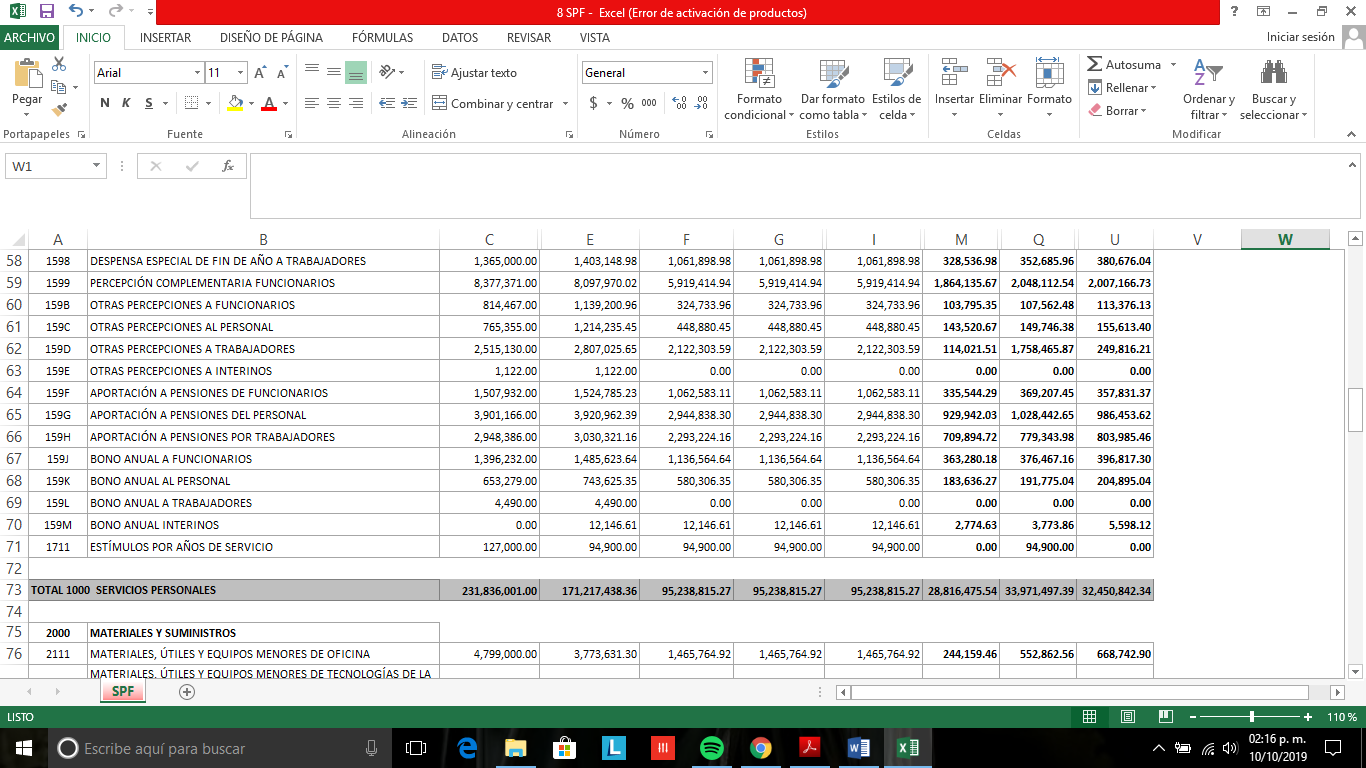 8 SPF - Excel (Error de activación de productos)
ARCHIVO INICIO INSERTAR DISEÑO DE PÁGINA FÓRMULAS DATOS REVISAR VISTA Iniciar sesión
Arial 11 Ajustar texto General Autosuma
Pegar Formato condicional Dar formato como tabla Estilos de celda Insertar Eliminar Formato Rellenar Ordenar y filtrar Buscar y seleccionar
N K S A Combinar y centrar $ % 000 Borrar
Portapapeles Fuente Alineación Número Estilos Celdas Modificar
W1 fx
A B C E F G I M Q U V W
58 1598 DESPENSA ESPECIAL DE FIN DE AÑO A TRABAJADORES 1,365,000.00 1,403,148.98 1,061,898.98 1,061,898.98 1,061,898.98 328,536.98 352,685.96 380,676.04
59 1599 PERCEPCIÓN COMPLEMENTARIA FUNCIONARIOS 8,377,371.00 8,097,970.02 5,919,414.94 5,919,414.94 5,919,414.94 1,864,135.67 2,048,112.54 2,007,166.73
60 159B OTRAS PERCEPCIONES A FUNCIONARIOS 814,467.00 1,139,200.96 324,733.96 324,733.96 324,733.96 103,795.35 107,562.48 113,376.13
61 159C OTRAS PERCEPCIONES AL PERSONAL 765,355.00 1,214,235.45 448,880.45 448,880.45 448,880.45 143,520.67 149,746.38 155,613.40
62 159D OTRAS PERCEPCIONES A TRABAJADORES 2,515,130.00 2,807,025.65 2,122,303.59 2,122,303.59 2,122,303.59 114,021.51 1,758,465.87 249,816.21
63 159E OTRAS PERCEPCIONES A INTERINOS 1,122.00 1,122.00 0.00 0.00 0.00 0.00 0.00 0.00
64 159F APORTACIÓN A PENSIONES DE FUNCIONARIOS 1,507,932.00 1,524,785.23 1,062,583.11 1,062,583.11 1,062,583.11 335,544.29 369,207.45 357,831.37
65 159G APORTACIÓN A PENSIONES DEL PERSONAL 3,901,166.00 3,920,962.39 2,944,838.30 2,944,838.30 2,944,838.30 929,942.03 1,028,442.65 986,453.62
66 159H APORTACIÓN A PENSIONES POR TRABAJADORES 2,948,386.00 3,030,321.16 2,293,224.16 2,293,224.16 2,293,224.16 709,894.72 779,343.98 803,985.46
67 159J BONO ANUAL A FUNCIONARIOS 1,396,232.00 1,485,623.64 1,136,564.64 1,136,564.64 1,136,564.64 363,280.18 376,467.16 396,817.30
68 159K BONO ANUAL AL PERSONAL 653,279.00 743,625.35 580,306.35 580,306.35 580,306.35 183,636.27 191,775.04 204,895.04
69 159L BONO ANUAL A TRABAJADORES 4,490.00 4,490.00 0.00 0.00 0.00 0.00 0.00 0.00
70 159M BONO ANUAL INTERINOS 0.00 12,146.61 12,146.61 12,146.61 12,146.61 2,774.63 3,773.86 5,598.12
71 1711 ESTÍMULOS POR AÑOS DE SERVICIO 127,000.00 94,900.00 94,900.00 94,900.00 94,900.00 0.00 94,900.00 0.00
72
73 TOTAL 1000 SERVICIOS PERSONALES 231,836,001.00 171,217,438.36 95,238,815.27 95,238,815.27 95,238,815.27 28,816,475.54 33,971,497.39 32,450,842.34
74
75 2000 MATERIALES Y SUMINISTROS
76 2111 MATERIALES, ÚTILES Y EQUIPOS MENORES DE OFICINA 4,799,000.00 3,773,631.30 1,465,764.92 1,465,764.92 1,465,764.92 244,159.46 552,862.56 668,742.90
MATERIALES, ÚTILES Y EQUIPOS MENORES DE TECNOLOGÍAS DE LA
SPF
LISTO 110 %
Escribe aquí para buscar 02:16 p. m.
10/10/2019